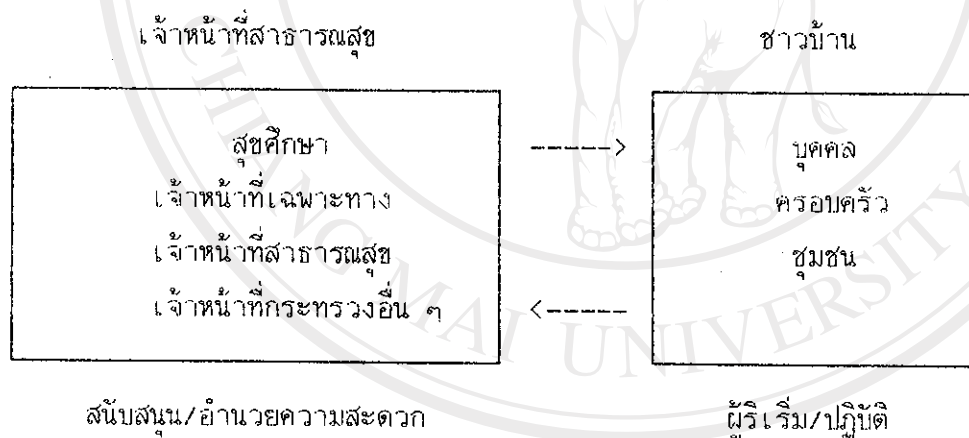 เจ้าหน้าที่สาธารณสุข
ชาวบ้าน
สุขศึกษา
เจ้าหน้าที่เฉพาะทาง
เจ้าหน้าที่สาธารณสุข
เจ้าหน้าที่กระทรวงอื่น ๆ
----->
<-----
บุคคล
ครอบครัว
ชุมชน
สนับสนุน/อำนวยความสะดวก
ผู้ริเริ่ม/ปฏิบัติ
CHIANG MAI UNIVERSITY